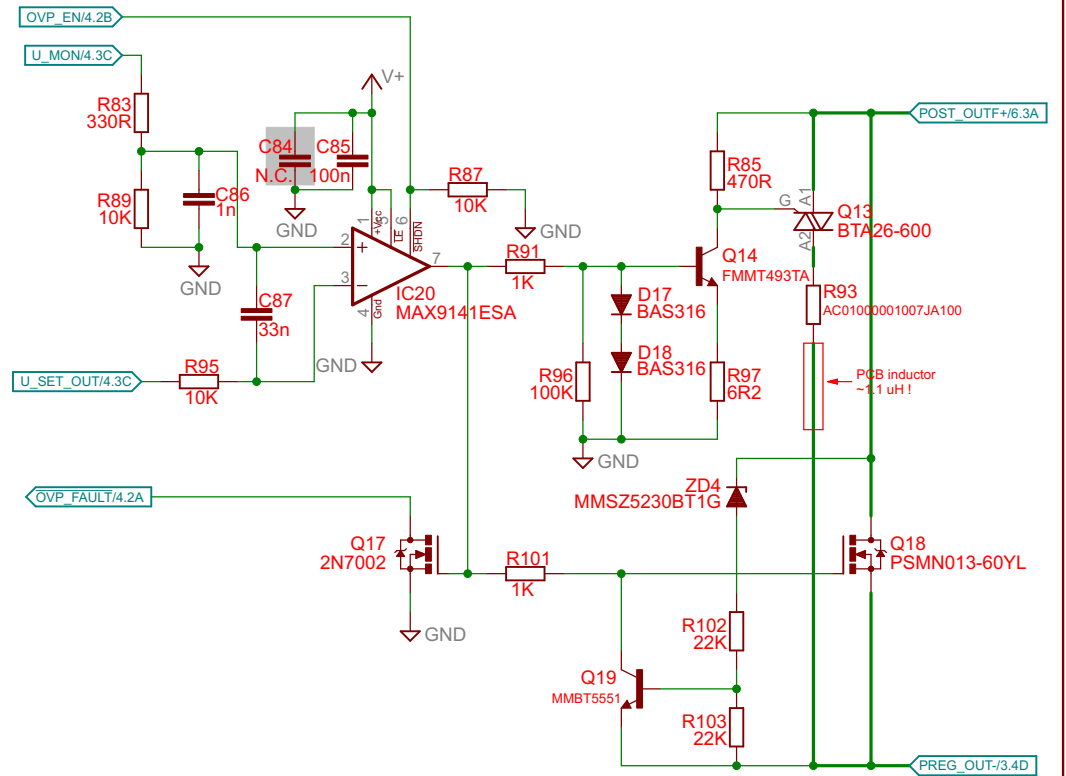 OVP_EN/4.2B
U_MON/4.3C
V+
R83
330R
C84
N.C.
C85
100n
POST_OUTF+/6.3A
R89
10K
C86
1n
R87
10K
R85
470R
GND
GND
GND
1
+Vcc
5
LE
6
SHDN
G
A1
A2
Q13
BTA26-600
2
3
4
Gnd
7
IC20
MAX9141ESA
R91
1K
Q14
FMMT493TA
C87
33n
D17
BAS316
R93
AC01000001007JA100
GND
D18
BAS316
U_SET_OUT/4.3C
R95
10K
R96
100K
R97
6R2
PCB inductor
~1.1 uH !
GND
OVP_FAULT/4.2A
ZD4
MMSZ5230BT1G
Q17
2N7002
R101
1K
Q18
PSMN013-60YL
GND
R102
22K
Q19
MMBT5551
R103
22K
PREG_OUT-/3.4D